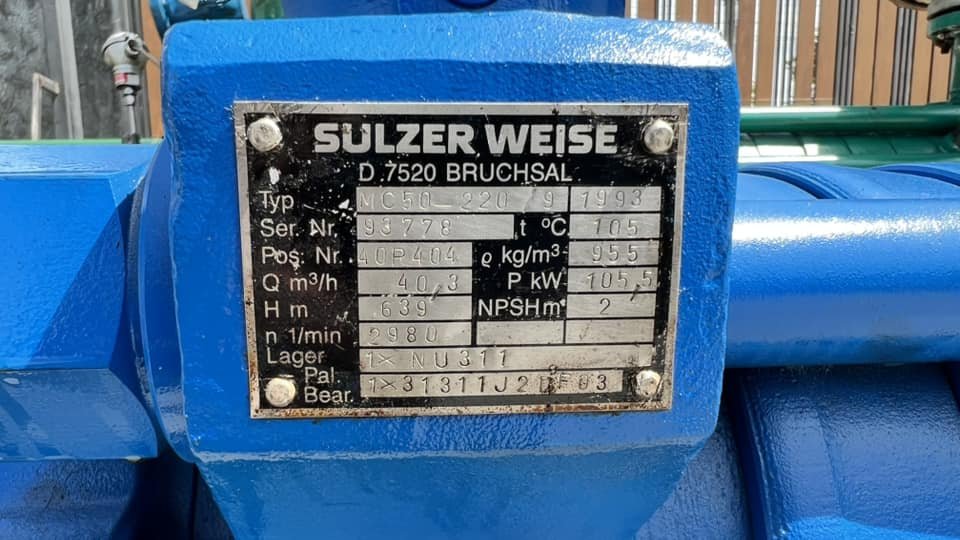 SULZER WEISE
D 7520 BRUCHSAL
Typ MC50-220 9 1993
Ser. Nr. 93778 t ºC 105
Pos. Nr. 40P404 ϱ kg/m³ 955
Q m³/h 40,3 P kW 105,5
H m 639 NPSH m 2
n 1/min 2980
Lager 1× NU311
Pal.
Bear. 1×31311J2DF03